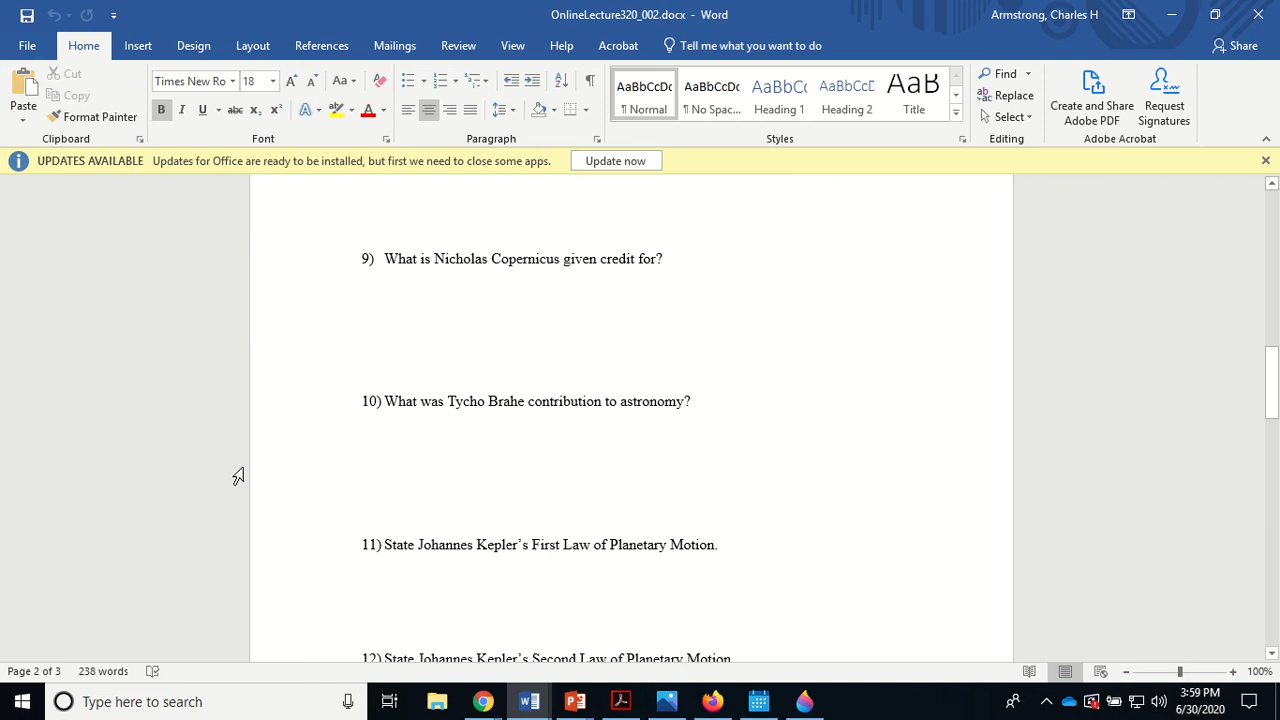 OnlineLecture320_002.docx - Word
Armstrong, Charles H
File Home Insert Design Layout References Mailings Review View Help Acrobat Tell me what you want to do Share
Paste
Cut
Copy
Format Painter
Clipboard
Times New Ro 18
Font
Paragraph
AaBbCcDc ¶ Normal
AaBbCcDc ¶ No Spac...
AaBbCc Heading 1
AaBbCcD Heading 2
AaB Title
Styles
Find
Replace
Select
Editing
Create and Share Adobe PDF
Request Signatures
Adobe Acrobat
UPDATES AVAILABLE Updates for Office are ready to be installed, but first we need to close some apps. Update now
9) What is Nicholas Copernicus given credit for?
10) What was Tycho Brahe contribution to astronomy?
11) State Johannes Kepler’s First Law of Planetary Motion.
12) State Johannes Kepler’s Second Law of Planetary Motion.
Page 2 of 3 238 words 100%
Type here to search
3:59 PM
6/30/2020